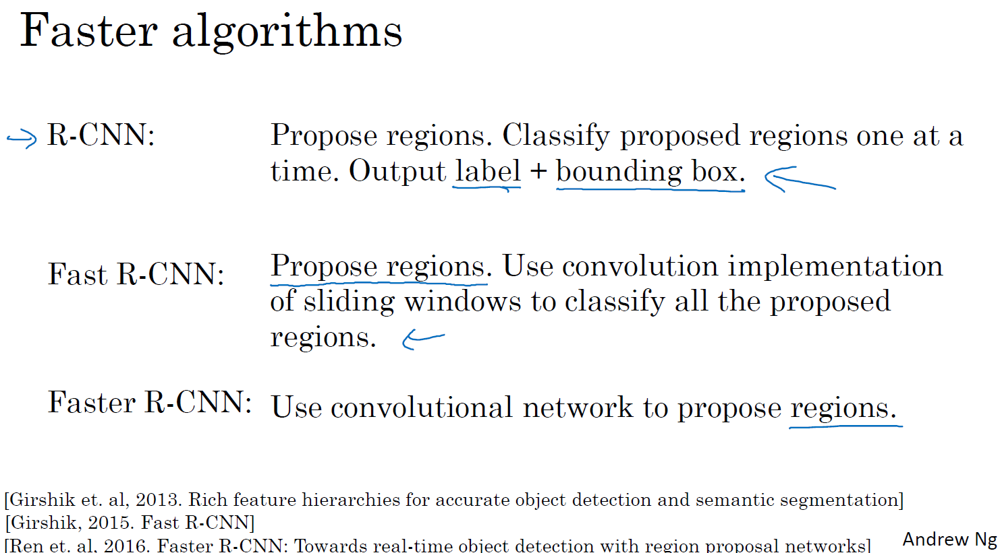 Faster algorithms
R-CNN:
Propose regions. Classify proposed regions one at a
time. Output label + bounding box.
Fast R-CNN:
Propose regions. Use convolution implementation
of sliding windows to classify all the proposed
regions.
Faster R-CNN:
Use convolutional network to propose regions.
[Girshik et. al, 2013. Rich feature hierarchies for accurate object detection and semantic segmentation]
[Girshik, 2015. Fast R-CNN]
[Ren et. al, 2016. Faster R-CNN: Towards real-time object detection with region proposal networks]
Andrew Ng